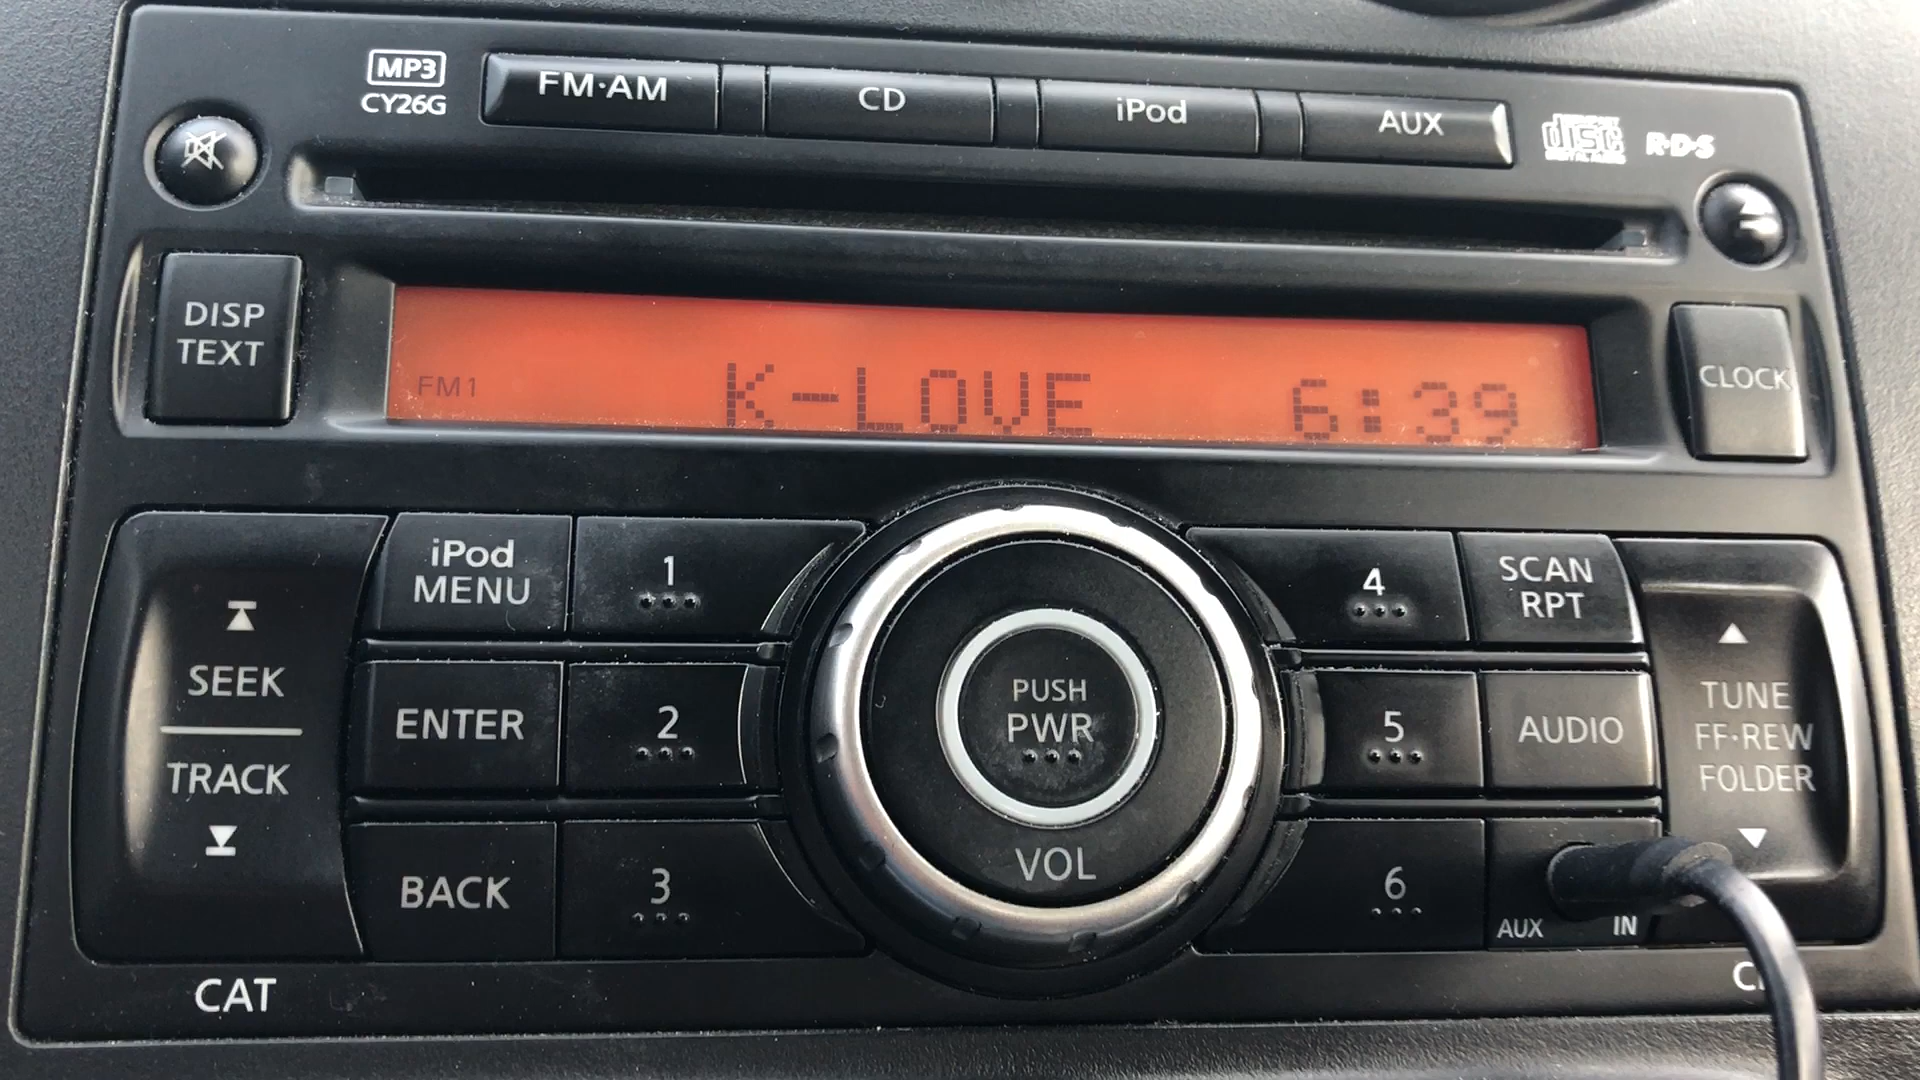 MP3
CY26G
FM·AM
CD
iPod
AUX
disc
R·D·S
DISP
TEXT
FM1
K-LOVE
6:39
CLOCK
SEEK
TRACK
iPod
MENU
1
ENTER
2
BACK
3
PUSH
PWR
VOL
4
SCAN
RPT
5
AUDIO
6
AUX IN
TUNE
FF·REW
FOLDER
CAT